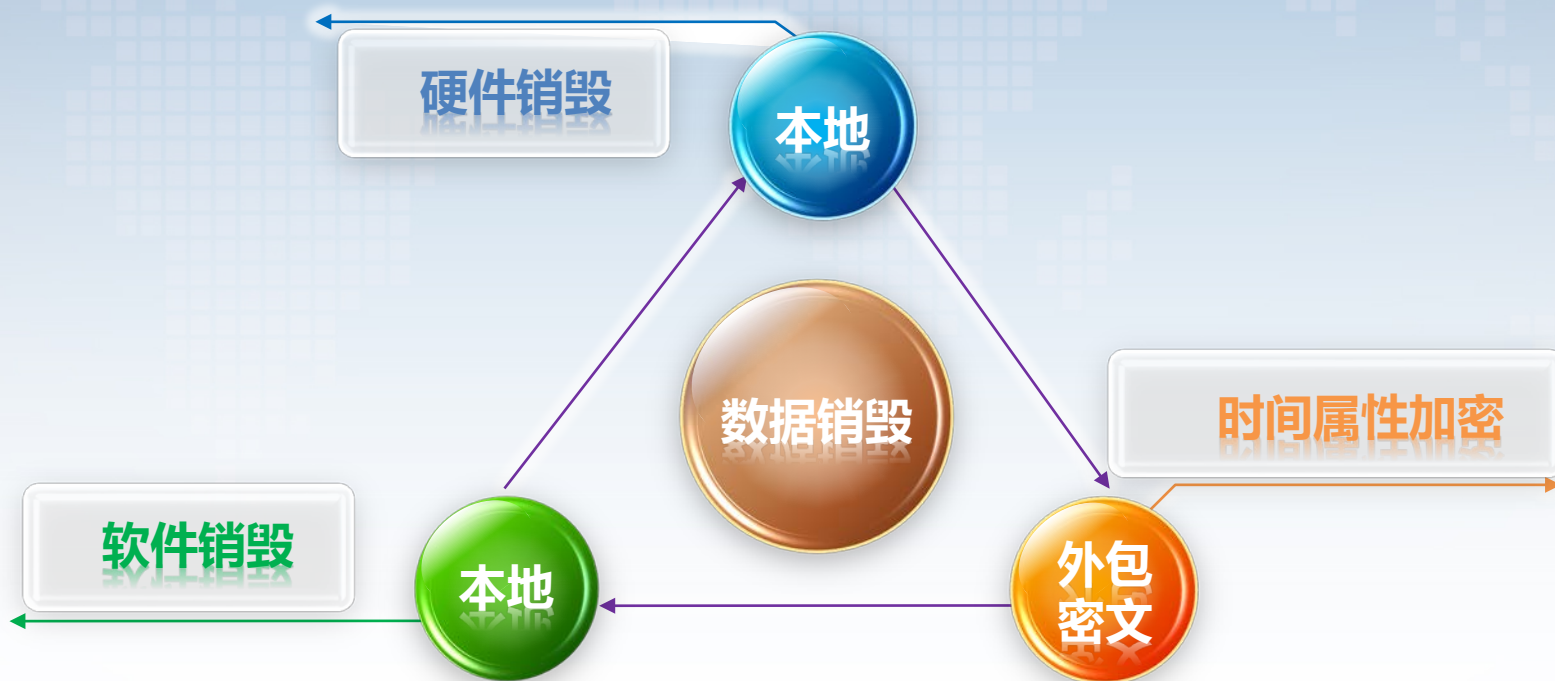 硬件销毁
本地
数据销毁
时间属性加密
软件销毁
本地
外包
密文